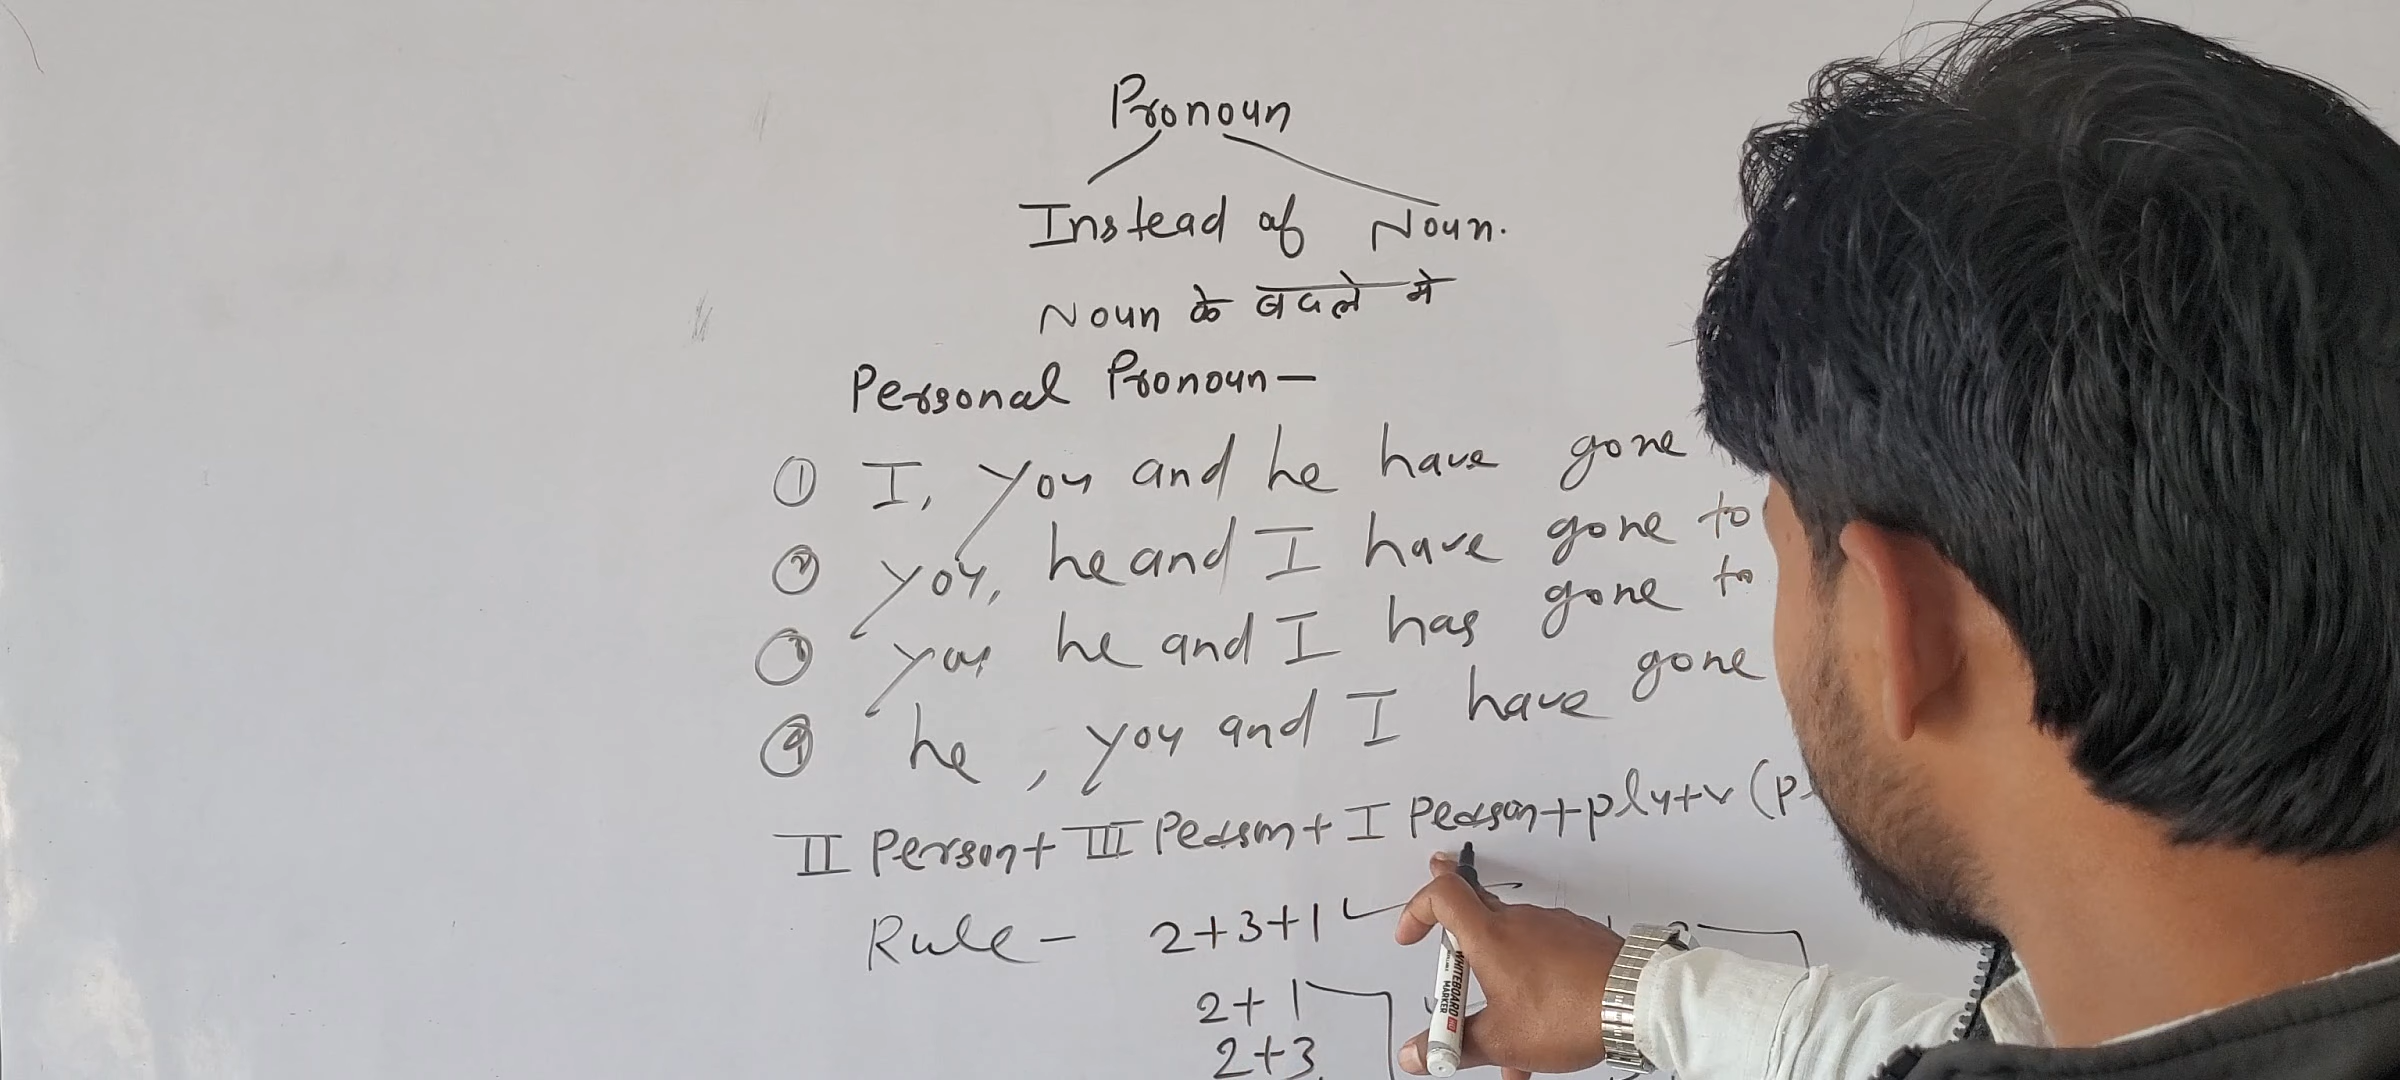 Pronoun
Instead of Noun.
Noun के बदले मे
Personal Pronoun—
① I, you and he have gone
② you, he and I have gone to
③ you he and I has gone to
④ he, you and I have gone
II Person + III Person + I Person + plu + v (p
Rule - 2+3+1
2+1
2+3
WHITEBOARD
MARKER